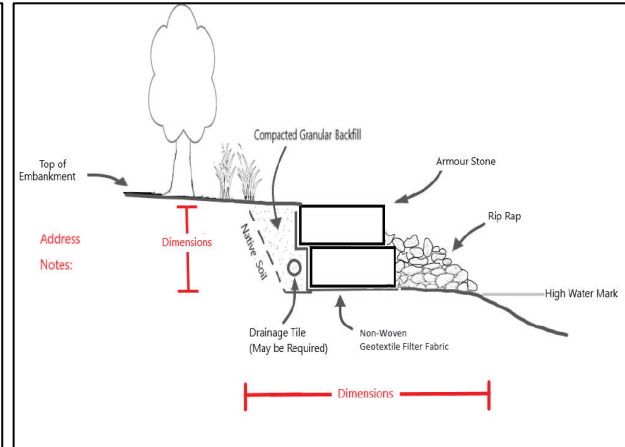 Compacted Granular Backfill
Top of
Embankment
Armour Stone
Rip Rap
Address
Notes:
Dimensions
Native Soil
High Water Mark
Drainage Tile
(May be Required)
Non-Woven
Geotextile Filter Fabric
Dimensions